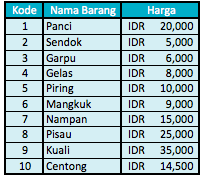 Kode Nama Barang Harga
1 Panci IDR 20,000
2 Sendok IDR 5,000
3 Garpu IDR 6,000
4 Gelas IDR 8,000
5 Piring IDR 10,000
6 Mangkuk IDR 9,000
7 Nampan IDR 15,000
8 Pisau IDR 25,000
9 Kuali IDR 35,000
10 Centong IDR 14,500